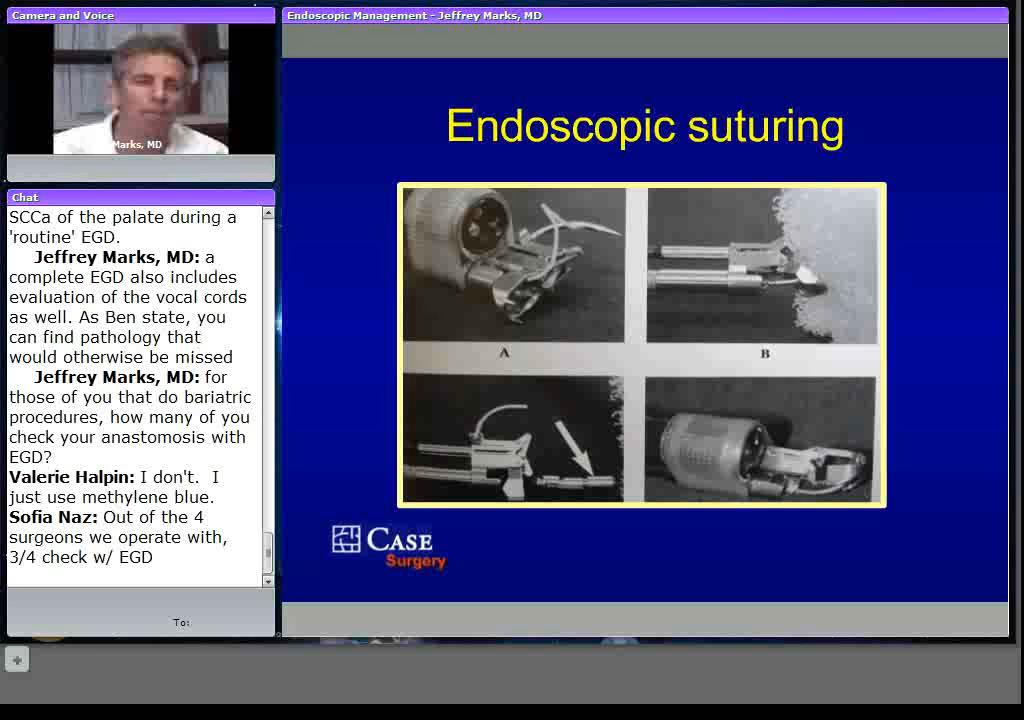 Camera and Voice
Marks, MD
Chat
SCCa of the palate during a
'routine' EGD.
Jeffrey Marks, MD: a
complete EGD also includes
evaluation of the vocal cords
as well. As Ben state, you
can find pathology that
would otherwise be missed
Jeffrey Marks, MD: for
those of you that do bariatric
procedures, how many of you
check your anastomosis with
EGD?
Valerie Halpin: I don't. I
just use methylene blue.
Sofia Naz: Out of the 4
surgeons we operate with,
3/4 check w/ EGD
To:
Endoscopic Management - Jeffrey Marks, MD
Endoscopic suturing
A
B
CASE
Surgery